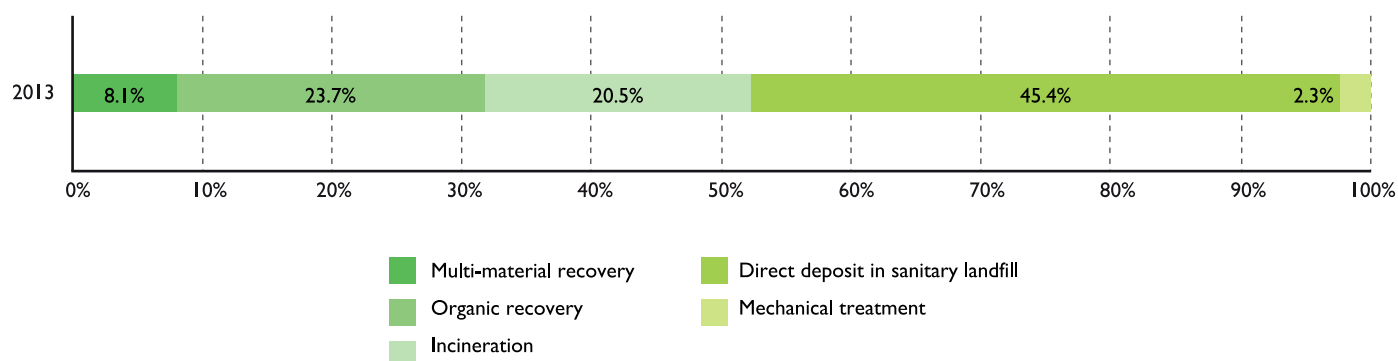 2013
8.1% 23.7% 20.5% 45.4% 2.3%
0% 10% 20% 30% 40% 50% 60% 70% 80% 90% 100%
Multi-material recovery
Organic recovery
Incineration
Direct deposit in sanitary landfill
Mechanical treatment